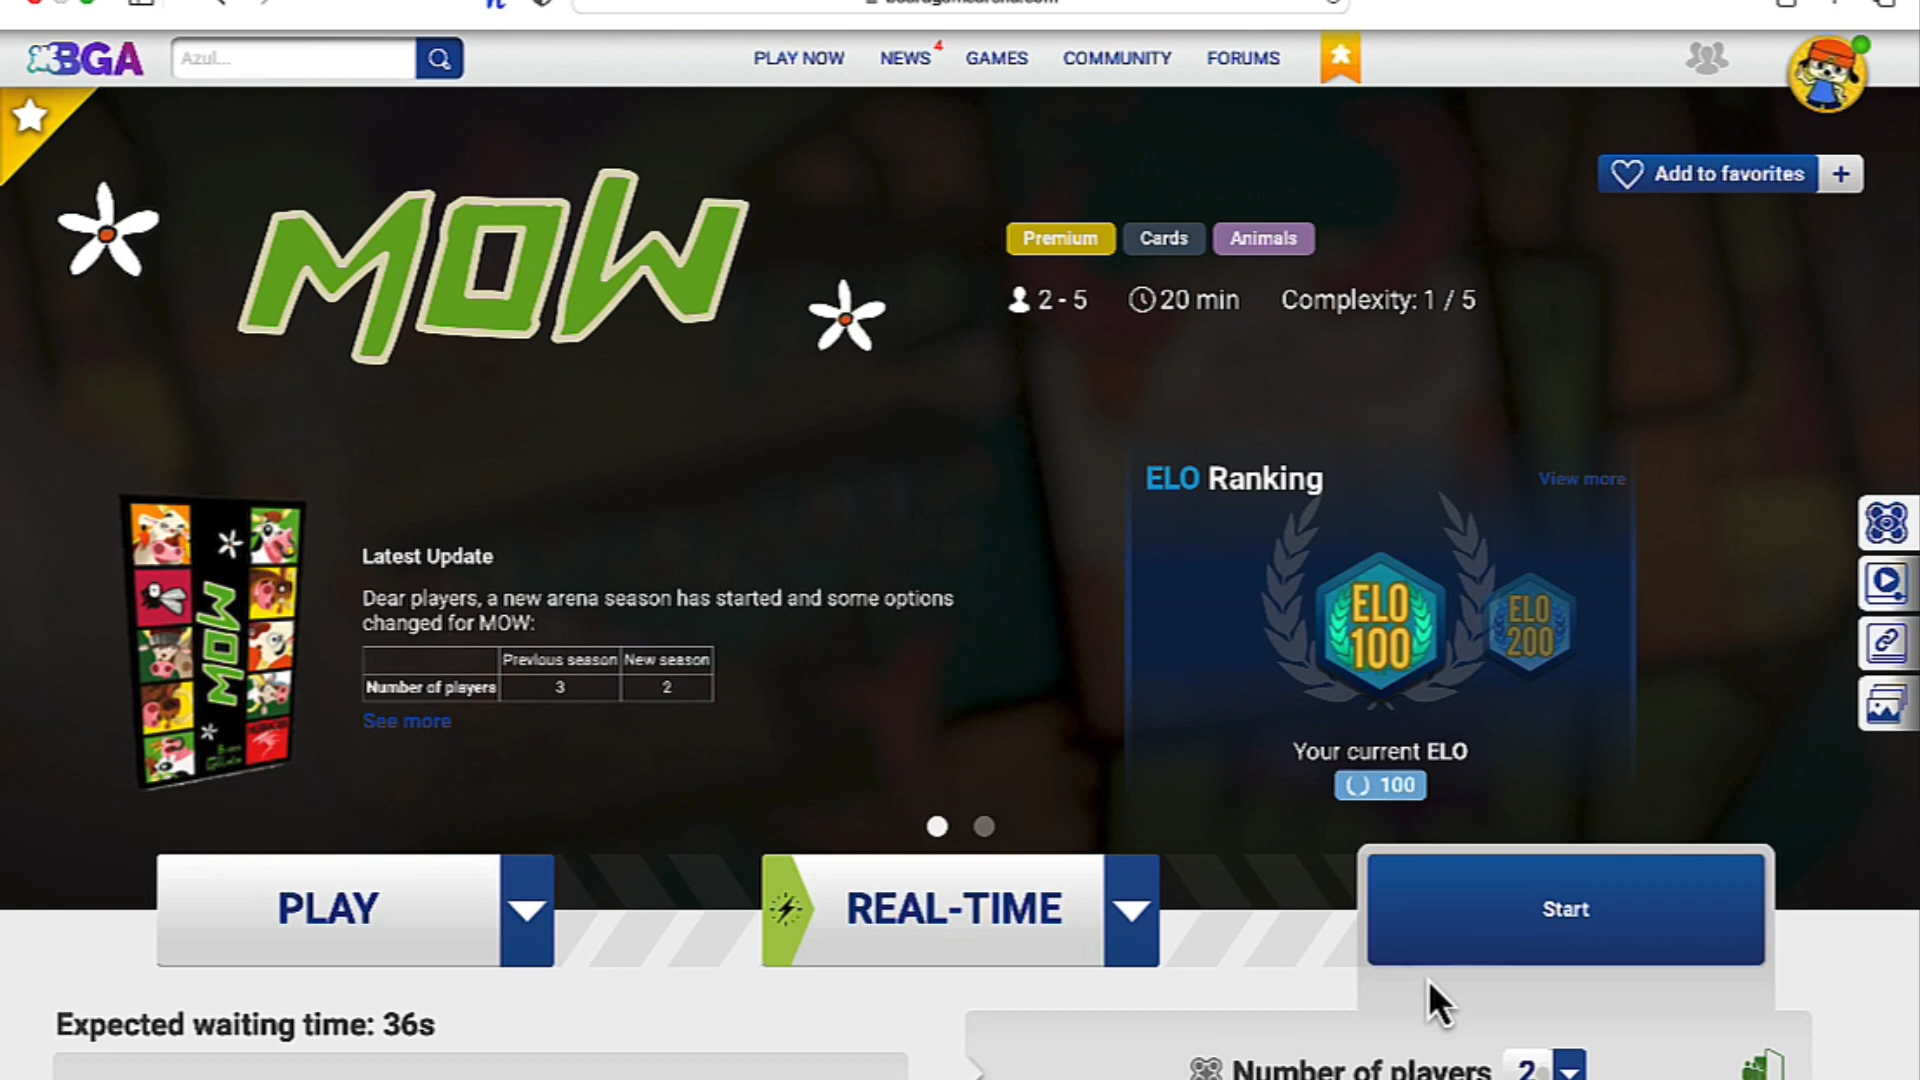 boardgamearena.com
BGA
Azul...
PLAY NOW
NEWS 4
GAMES
COMMUNITY
FORUMS
Add to favorites +
MOW
Premium
Cards
Animals
2 - 5
20 min
Complexity: 1 / 5
ELO Ranking
View more
MOW
Latest Update
Dear players, a new arena season has started and some options
changed for MOW:
Previous season New season
Number of players 3 2
See more
ELO
100
ELO
200
Your current ELO
100
PLAY
REAL-TIME
Start
Expected waiting time: 36s
Number of players 2